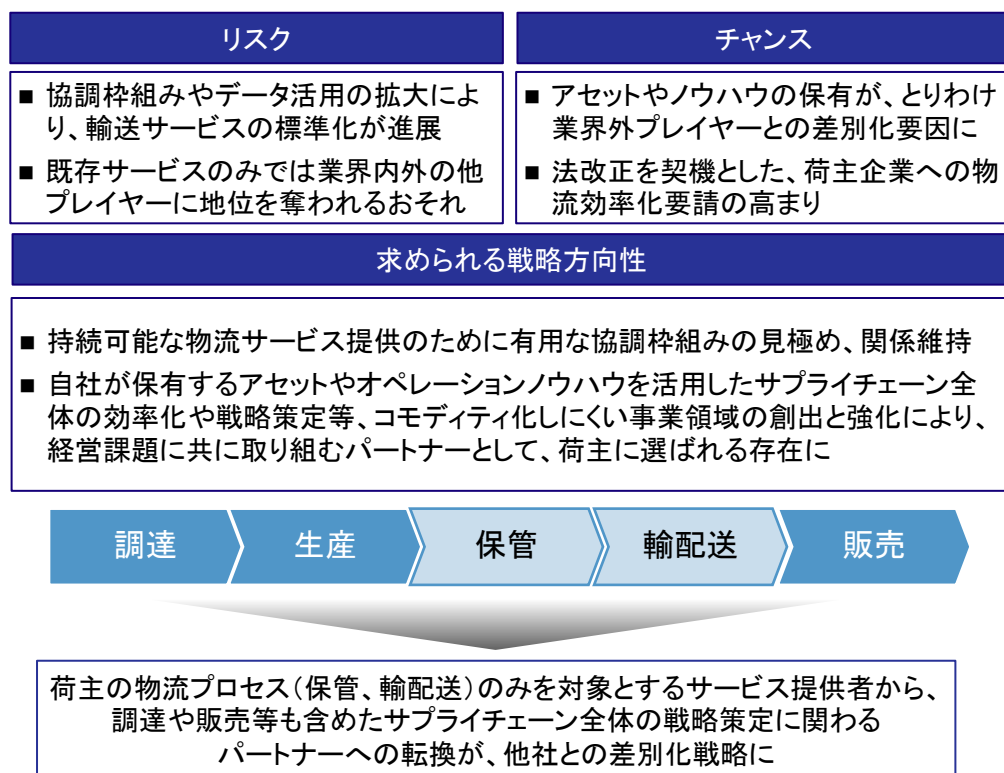 リスク
■ 協調枠組みやデータ活用の拡大によ
り、輸送サービスの標準化が進展
■ 既存サービスのみでは業界内外の他
プレイヤーに地位を奪われるおそれ
チャンス
■ アセットやノウハウの保有が、とりわけ
業界外プレイヤーとの差別化要因に
■ 法改正を契機とした、荷主企業への物
流効率化要請の高まり
求められる戦略方向性
■ 持続可能な物流サービス提供のために有用な協調枠組みの見極め、関係維持
■ 自社が保有するアセットやオペレーションノウハウを活用したサプライチェーン全
体の効率化や戦略策定等、コモディティ化しにくい事業領域の創出と強化により、
経営課題に共に取り組むパートナーとして、荷主に選ばれる存在に
調達
生産
保管
輸配送
販売
荷主の物流プロセス（保管、輸配送）のみを対象とするサービス提供者から、
調達や販売等も含めたサプライチェーン全体の戦略策定に関わる
パートナーへの転換が、他社との差別化戦略に